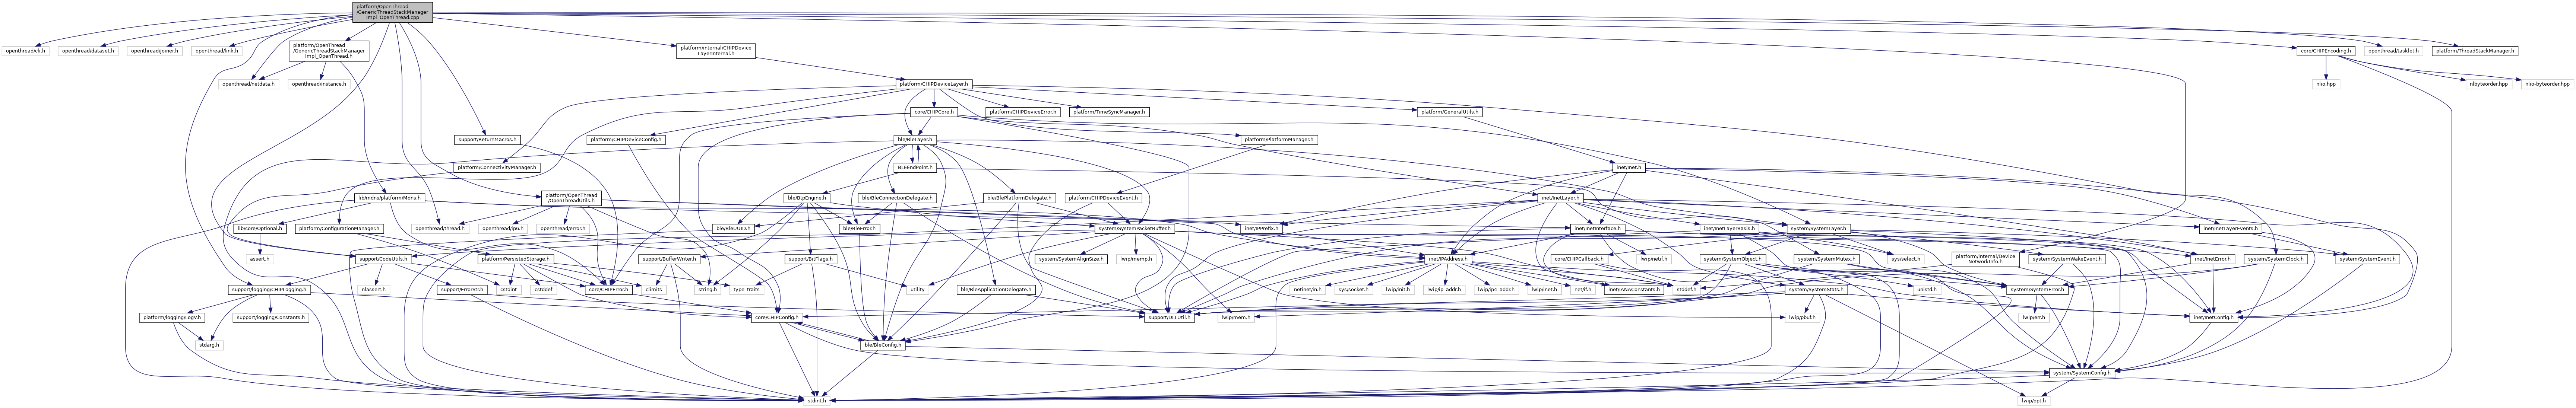 platform/OpenThread
/GenericThreadStackManager
Impl_OpenThread.cpp
openthread/cli.h
openthread/dataset.h
openthread/joiner.h
openthread/link.h
platform/OpenThread
/GenericThreadStackManager
Impl_OpenThread.h
platform/internal/CHIPDevice
LayerInternal.h
core/CHIPEncoding.h
openthread/tasklet.h
platform/ThreadStackManager.h
openthread/netdata.h
openthread/instance.h
platform/CHIPDeviceLayer.h
nlio.hpp
nlbyteorder.hpp
nlio-byteorder.hpp
core/CHIPCore.h
platform/CHIPDeviceError.h
platform/TimeSyncManager.h
platform/GeneralUtils.h
support/ReturnMacros.h
platform/CHIPDeviceConfig.h
ble/BleLayer.h
platform/PlatformManager.h
platform/ConnectivityManager.h
BLEEndPoint.h
inet/Inet.h
lib/mdns/platform/Mdns.h
platform/OpenThread
/OpenThreadUtils.h
ble/BtpEngine.h
ble/BleConnectionDelegate.h
ble/BlePlatformDelegate.h
platform/CHIPDeviceEvent.h
inet/InetLayer.h
lib/core/Optional.h
platform/ConfigurationManager.h
openthread/thread.h
openthread/ip6.h
openthread/error.h
ble/BleUUID.h
ble/BleError.h
system/SystemPacketBuffer.h
inet/IPPrefix.h
inet/InetInterface.h
inet/InetLayerBasis.h
system/SystemLayer.h
inet/InetLayerEvents.h
assert.h
support/CodeUtils.h
platform/PersistedStorage.h
support/BufferWriter.h
support/BitFlags.h
system/SystemAlignSize.h
lwip/memp.h
inet/IPAddress.h
core/CHIPCallback.h
lwip/netif.h
system/SystemObject.h
system/SystemMutex.h
sys/select.h
platform/internal/Device
NetworkInfo.h
system/SystemWakeEvent.h
inet/InetError.h
system/SystemClock.h
system/SystemEvent.h
support/logging/CHIPLogging.h
nlassert.h
support/ErrorStr.h
cstdint
cstddef
core/CHIPError.h
climits
string.h
type_traits
utility
ble/BleApplicationDelegate.h
netinet/in.h
sys/socket.h
lwip/init.h
lwip/ip_addr.h
lwip/ip4_addr.h
lwip/inet.h
net/if.h
inet/IANAConstants.h
stddef.h
system/SystemStats.h
unistd.h
system/SystemError.h
platform/logging/LogV.h
support/logging/Constants.h
core/CHIPConfig.h
support/DLLUtil.h
lwip/mem.h
lwip/pbuf.h
lwip/err.h
inet/InetConfig.h
stdarg.h
ble/BleConfig.h
system/SystemConfig.h
stdint.h
lwip/opt.h